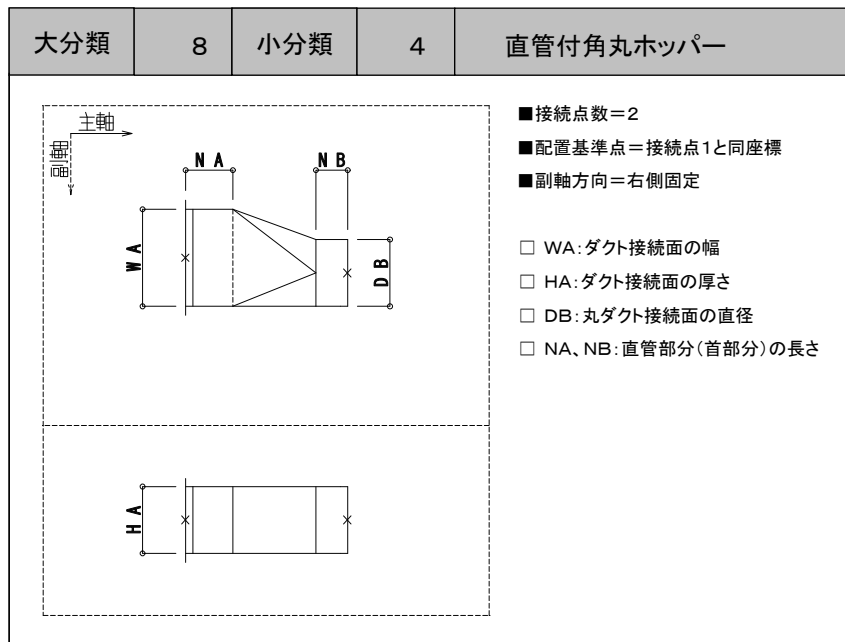 大分類 8 小分類 4 直管付角丸ホッパー
主軸
副軸
NA NB
WA
DB
HA
■接続点数=2
■配置基準点=接続点1と同座標
■副軸方向=右側固定
□ WA:ダクト接続面の幅
□ HA:ダクト接続面の厚さ
□ DB:丸ダクト接続面の直径
□ NA、NB:直管部分(首部分)の長さ